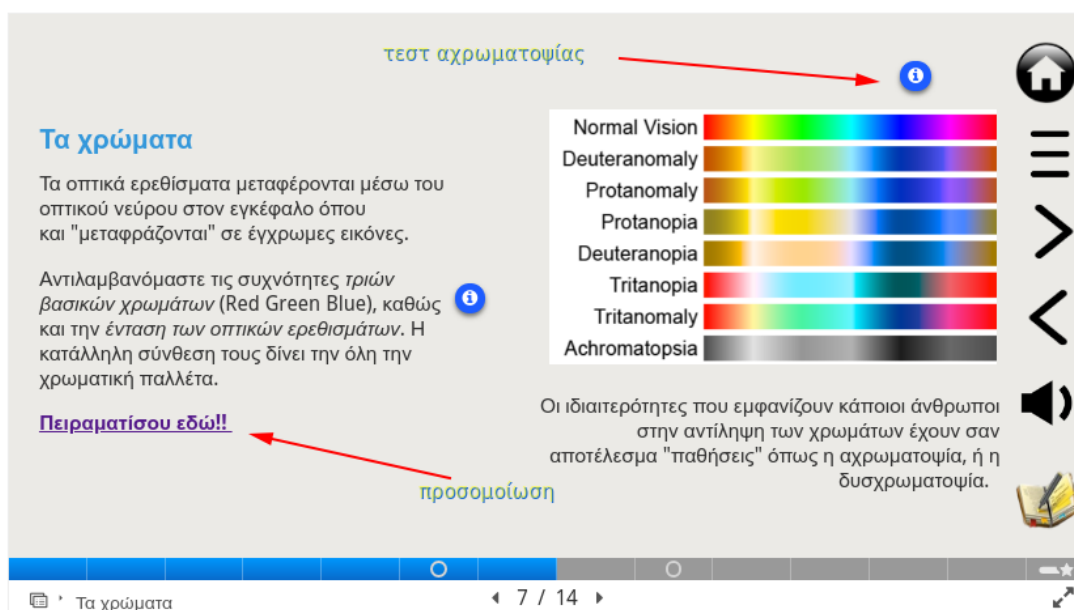 τεστ αχρωματοψίας
Τα χρώματα
Τα οπτικά ερεθίσματα μεταφέρονται μέσω του
οπτικού νεύρου στον εγκέφαλο όπου
και "μεταφράζονται" σε έγχρωμες εικόνες.
Αντιλαμβανόμαστε τις συχνότητες τριών
βασικών χρωμάτων (Red Green Blue), καθώς
και την ένταση των οπτικών ερεθισμάτων. Η
κατάλληλη σύνθεση τους δίνει την όλη την
χρωματική παλλέτα.
Πειραματίσου εδώ!!
προσομοίωση
Normal Vision
Deuteranomaly
Protanomaly
Protanopia
Deuteranopia
Tritanopia
Tritanomaly
Achromatopsia
Οι ιδιαιτερότητες που εμφανίζουν κάποιοι άνθρωποι
στην αντίληψη των χρωμάτων έχουν σαν
αποτέλεσμα "παθήσεις" όπως η αχρωματοψία, ή η
δυσχρωματοψία.
Τα χρώματα
7 / 14